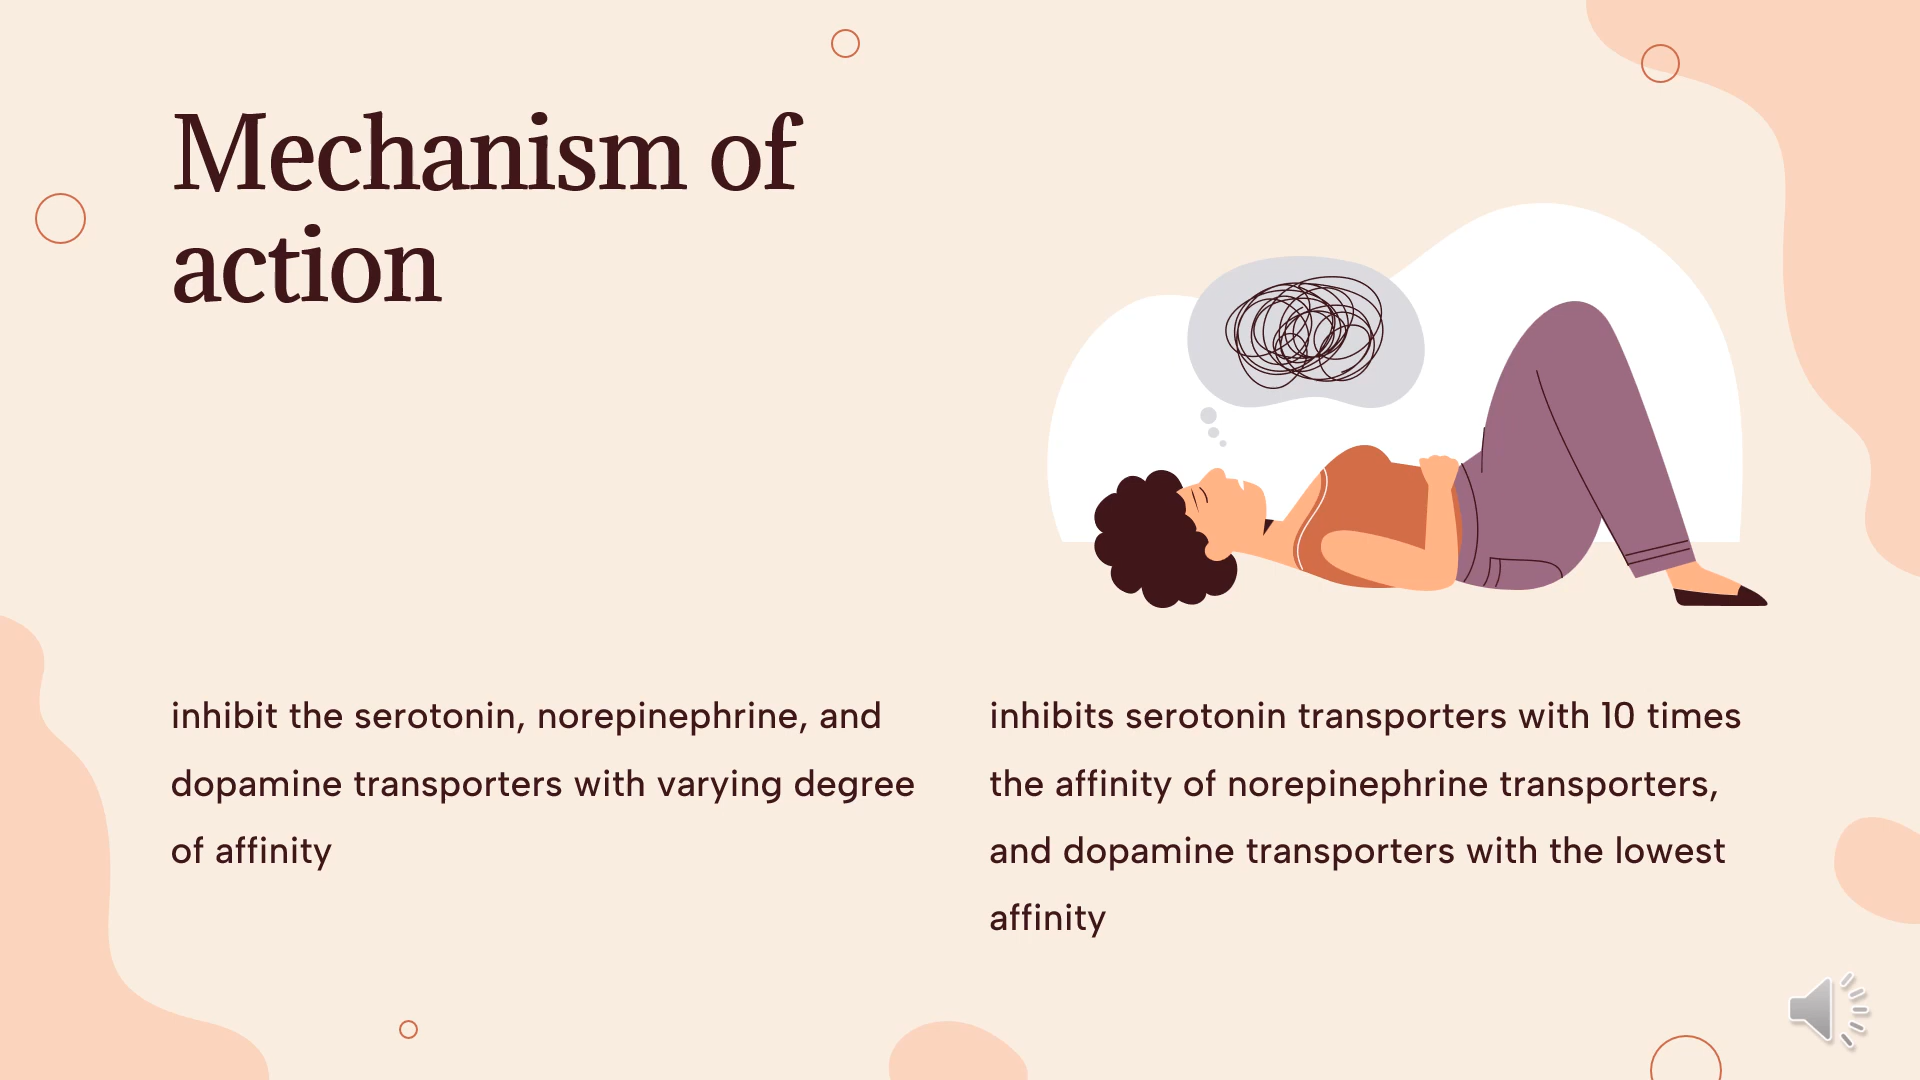 Mechanism of
action
inhibit the serotonin, norepinephrine, and
dopamine transporters with varying degree
of affinity
inhibits serotonin transporters with 10 times
the affinity of norepinephrine transporters,
and dopamine transporters with the lowest
affinity